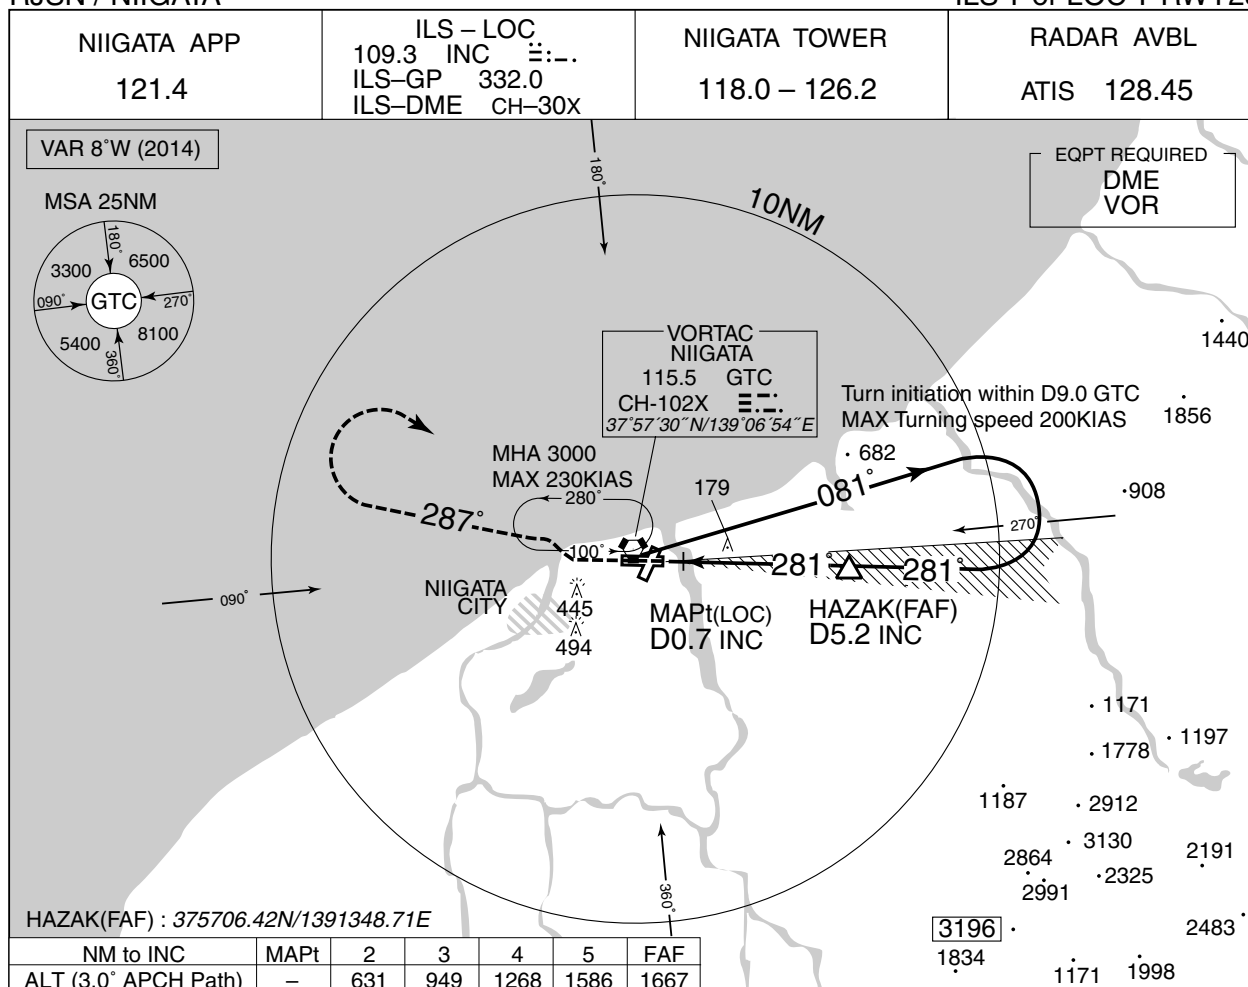 RJSN / NIIGATA
ILS Y or LOC Y RWY28
NIIGATA APP
121.4
ILS – LOC
109.3 INC
ILS–GP 332.0
ILS–DME CH–30X
NIIGATA TOWER
118.0 – 126.2
RADAR AVBL
ATIS 128.45
VAR 8˚W (2014)
MSA 25NM
180˚
3300
6500
090˚
GTC
270˚
5400
8100
360˚
180˚
10NM
EQPT REQUIRED
DME
VOR
1440
VORTAC
NIIGATA
115.5 GTC
CH-102X
37˚57´30˝N/139˚06´54˝E
Turn initiation within D9.0 GTC
MAX Turning speed 200KIAS
1856
682
MHA 3000
MAX 230KIAS
280˚
179
081˚
908
287˚
270˚
100˚
281˚
281˚
090˚
NIIGATA
CITY
445
494
MAPt(LOC)
D0.7 INC
HAZAK(FAF)
D5.2 INC
1171
1197
1778
1187
2912
3130
2864
2191
2325
2991
360˚
HAZAK(FAF) : 375706.42N/1391348.71E
3196
2483
1834
1171
1998
NM to INC MAPt 2 3 4 5 FAF
ALT (3.0˚ APCH Path) – 631 949 1268 1586 1667